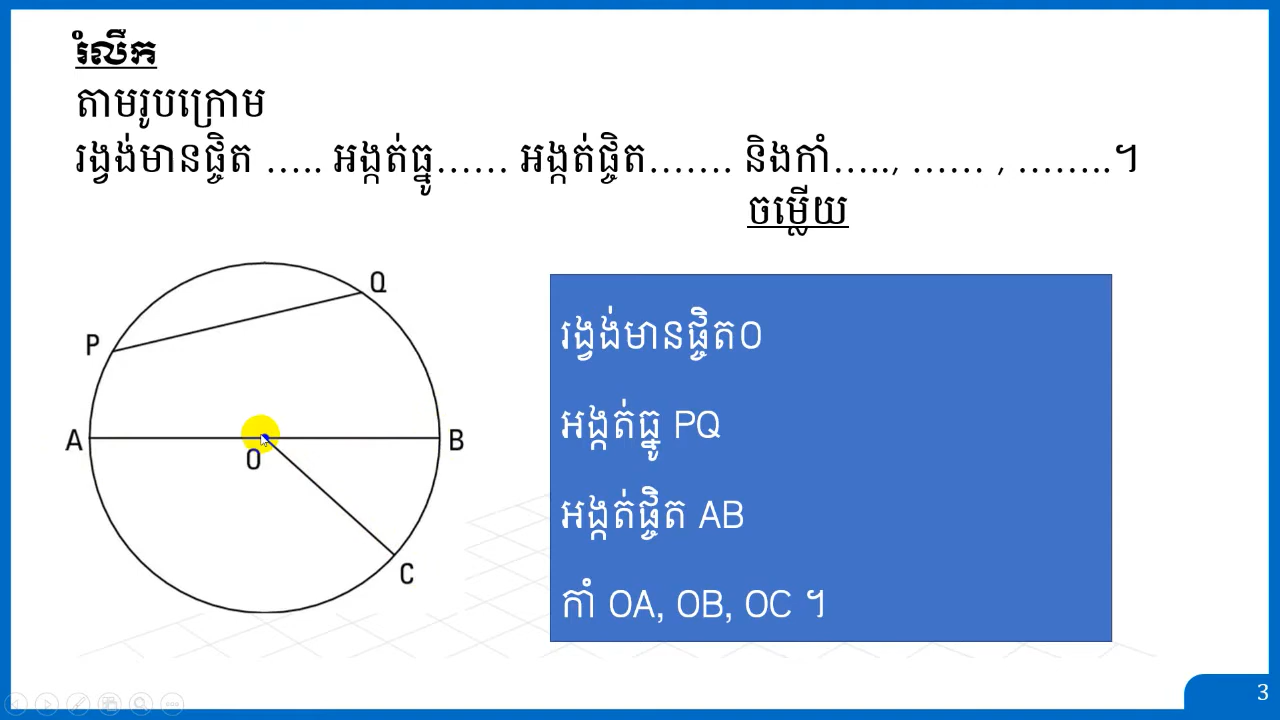 រំលឹក
តាមរូបក្រោម
រង្វង់មានផ្ចិត ..... អង្កត់ធ្នូ...... អង្កត់ផ្ចិត....... និងកាំ....., ...... , ........។
ចម្លើយ
Q
P
A
B
O
C
រង្វង់មានផ្ចិតO
អង្កត់ធ្នូ PQ
អង្កត់ផ្ចិត AB
កាំ OA, OB, OC ។
3